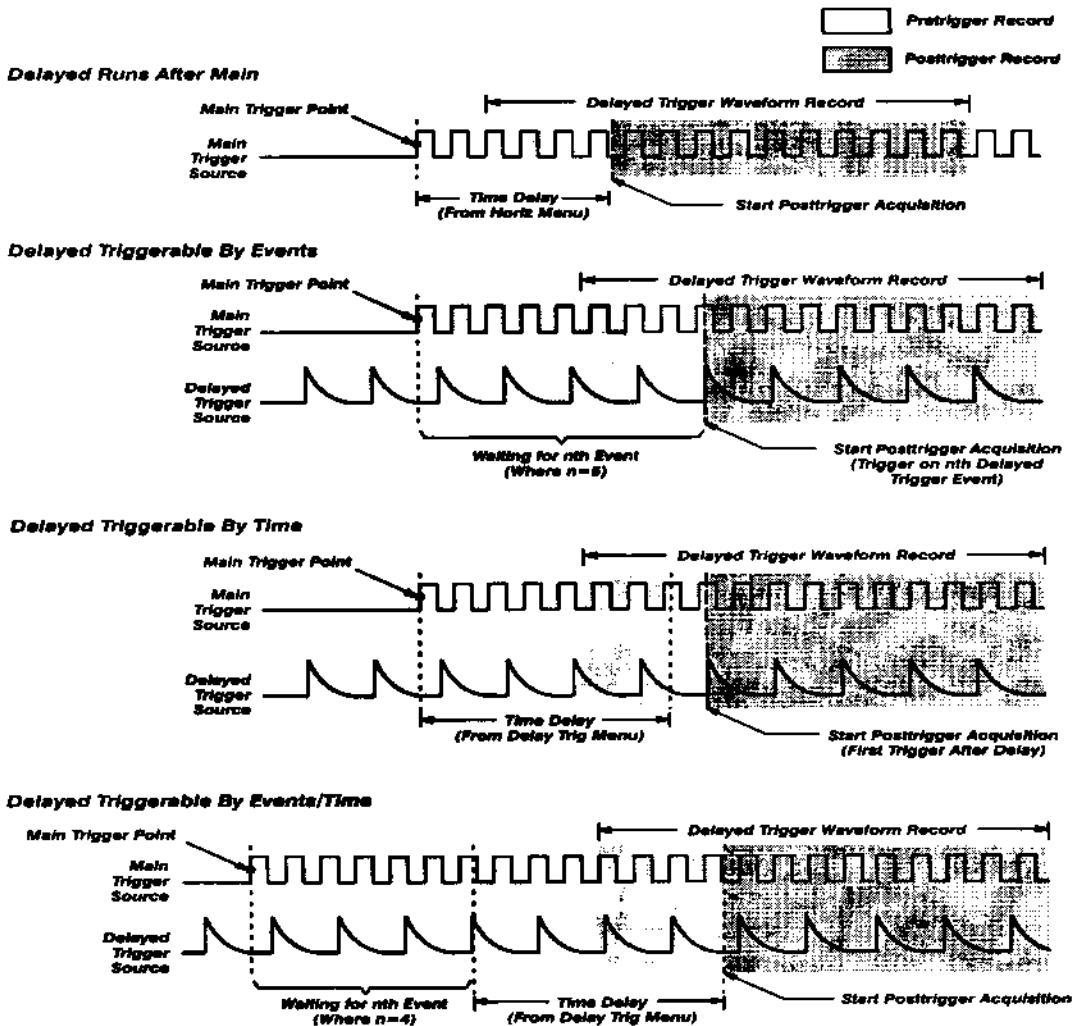 Pretrigger Record
Posttrigger Record
Delayed Runs After Main
Main Trigger Point
Delayed Trigger Waveform Record
Main
Trigger
Source
Time Delay
(From Horiz Menu)
Start Posttrigger Acquisition
Delayed Triggerable By Events
Main Trigger Point
Delayed Trigger Waveform Record
Main
Trigger
Source
Delayed
Trigger
Source
Waiting for nth Event
(Where n=5)
Start Posttrigger Acquisition
(Trigger on nth Delayed
Trigger Event)
Delayed Triggerable By Time
Main Trigger Point
Delayed Trigger Waveform Record
Main
Trigger
Source
Delayed
Trigger
Source
Time Delay
(From Delay Trig Menu)
Start Posttrigger Acquisition
(First Trigger After Delay)
Delayed Triggerable By Events/Time
Main Trigger Point
Delayed Trigger Waveform Record
Main
Trigger
Source
Delayed
Trigger
Source
Waiting for nth Event
(Where n=4)
Time Delay
(From Delay Trig Menu)
Start Posttrigger Acquisition